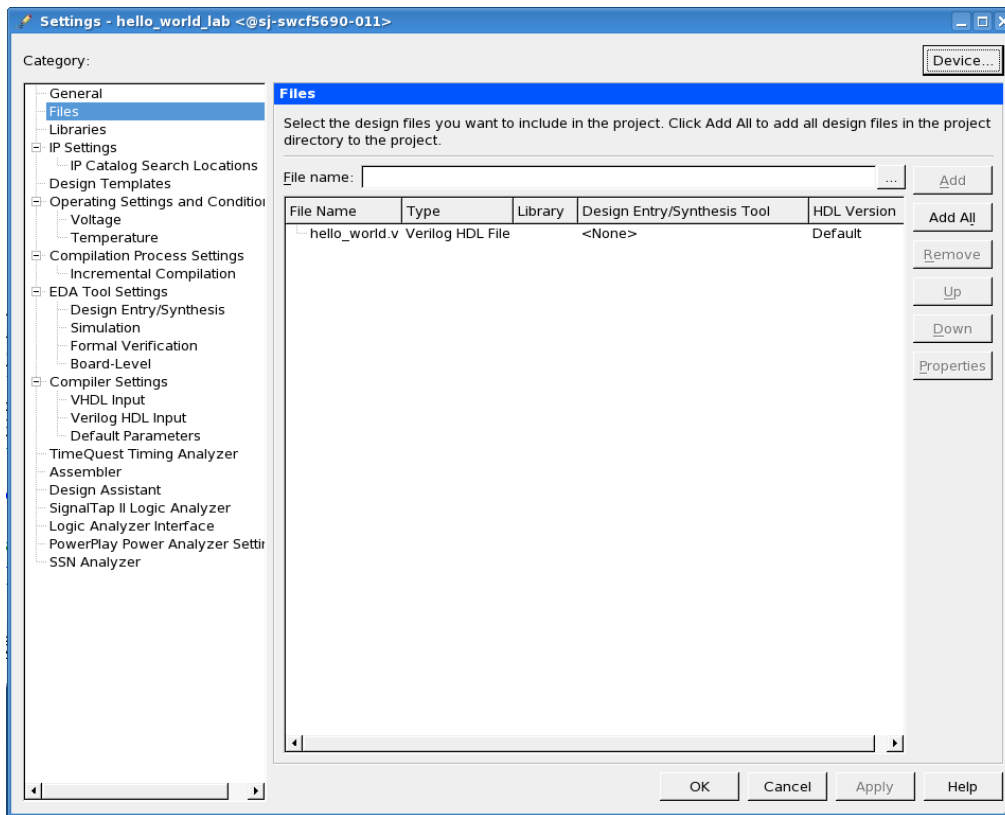 Settings - hello_world_lab <@sj-swcf5690-011>
Category:
Device...
General
Files
Libraries
IP Settings
IP Catalog Search Locations
Design Templates
Operating Settings and Condition
Voltage
Temperature
Compilation Process Settings
Incremental Compilation
EDA Tool Settings
Design Entry/Synthesis
Simulation
Formal Verification
Board-Level
Compiler Settings
VHDL Input
Verilog HDL Input
Default Parameters
TimeQuest Timing Analyzer
Assembler
Design Assistant
SignalTap II Logic Analyzer
Logic Analyzer Interface
PowerPlay Power Analyzer Settin
SSN Analyzer
Files
Select the design files you want to include in the project. Click Add All to add all design files in the project
directory to the project.
File name: ... Add
File Name Type Library Design Entry/Synthesis Tool HDL Version
hello_world.v Verilog HDL File <None> Default
Add All
Remove
Up
Down
Properties
OK Cancel Apply Help